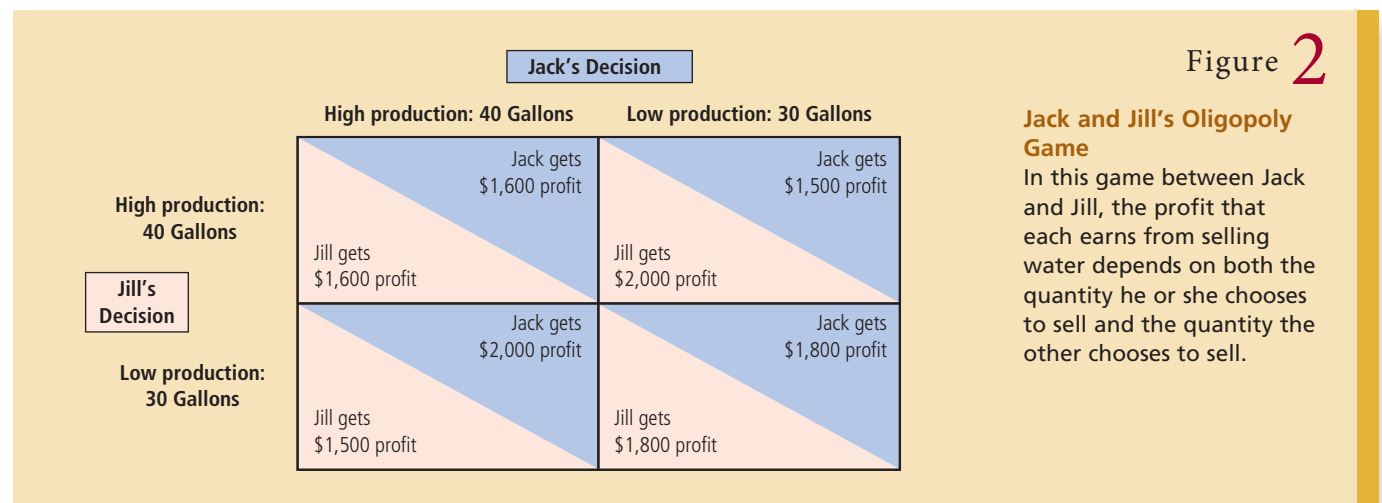 Figure 2
Jack's Decision
High production: 40 Gallons
Low production: 30 Gallons
High production:
40 Gallons
Jill's
Decision
Low production:
30 Gallons
Jack gets
$1,600 profit
Jill gets
$1,600 profit
Jack gets
$1,500 profit
Jill gets
$2,000 profit
Jack gets
$2,000 profit
Jill gets
$1,500 profit
Jack gets
$1,800 profit
Jill gets
$1,800 profit
Jack and Jill's Oligopoly
Game
In this game between Jack
and Jill, the profit that
each earns from selling
water depends on both the
quantity he or she chooses
to sell and the quantity the
other chooses to sell.